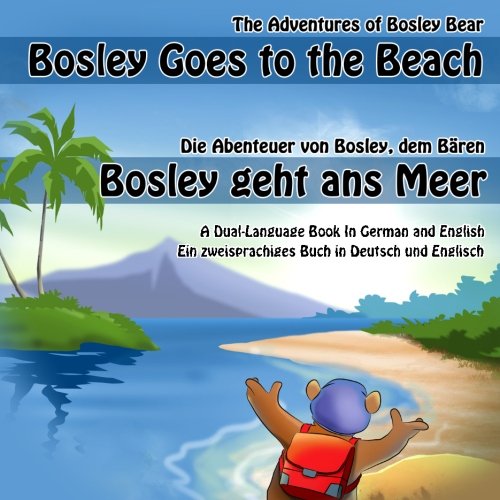 The Adventures of Bosley Bear
Bosley Goes to the Beach
Die Abenteuer von Bosley, dem Bären
Bosley geht ans Meer
A Dual-Language Book In German and English
Ein zweisprachiges Buch in Deutsch und Englisch